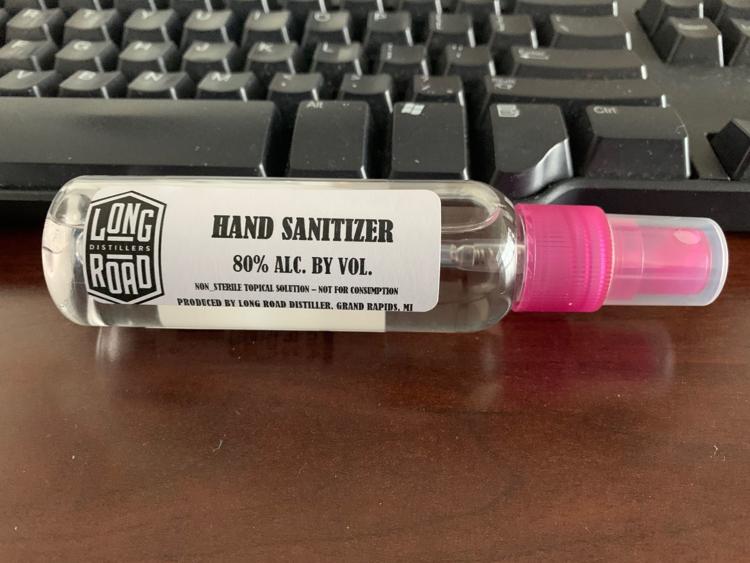 Alt
Ctrl
LONG
DISTILLERS
ROAD
HAND SANITIZER
80% ALC. BY VOL.
NON_STERILE TOPICAL SOLUTION – NOT FOR CONSUMPTION
PRODUCED BY LONG ROAD DISTILLER. GRAND RAPIDS, MI